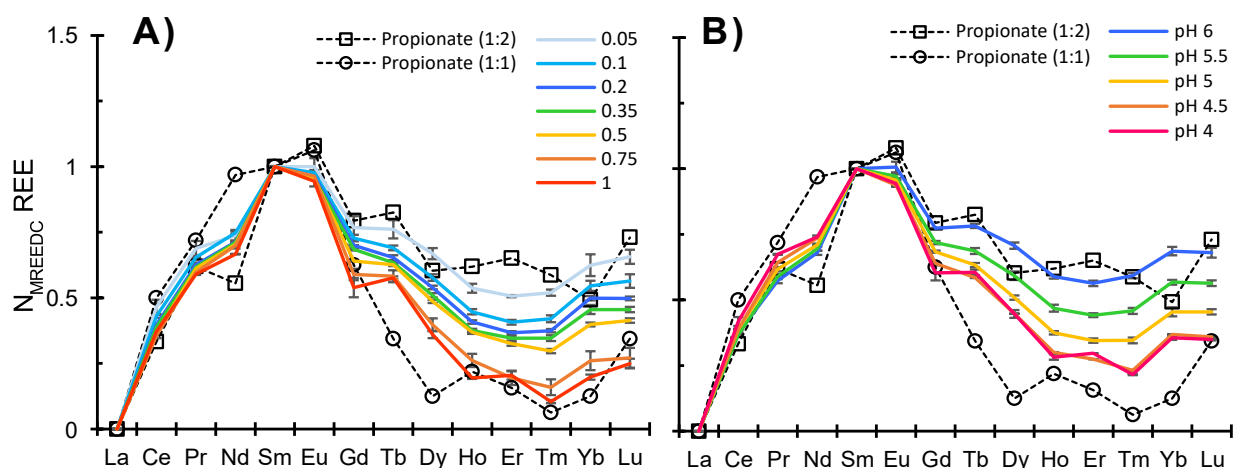 A)
Propionate (1:2)
Propionate (1:1)
0.05
0.1
0.2
0.35
0.5
0.75
1
N_MREEDC REE
1.5
1
0.5
0
La Ce Pr Nd Sm Eu Gd Tb Dy Ho Er Tm Yb Lu
B)
Propionate (1:2)
Propionate (1:1)
pH 6
pH 5.5
pH 5
pH 4.5
pH 4
La Ce Pr Nd Sm Eu Gd Tb Dy Ho Er Tm Yb Lu